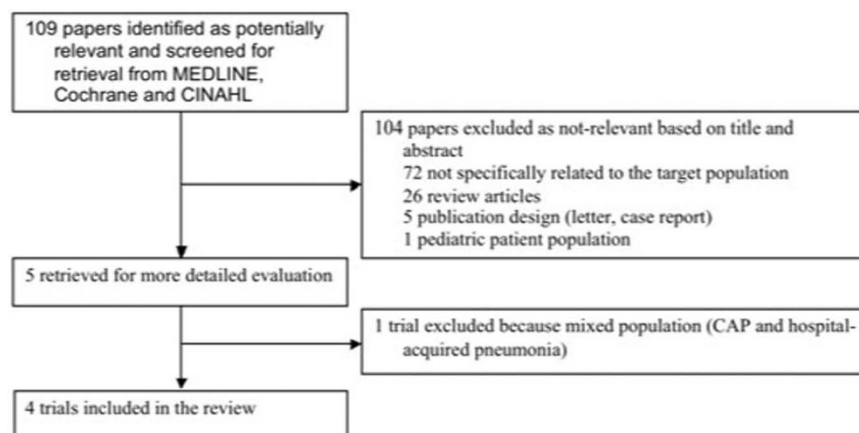 109 papers identified as potentially
relevant and screened for
retrieval from MEDLINE,
Cochrane and CINAHL
104 papers excluded as not-relevant based on title and
abstract
72 not specifically related to the target population
26 review articles
5 publication design (letter, case report)
1 pediatric patient population
5 retrieved for more detailed evaluation
1 trial excluded because mixed population (CAP and hospital-
acquired pneumonia)
4 trials included in the review